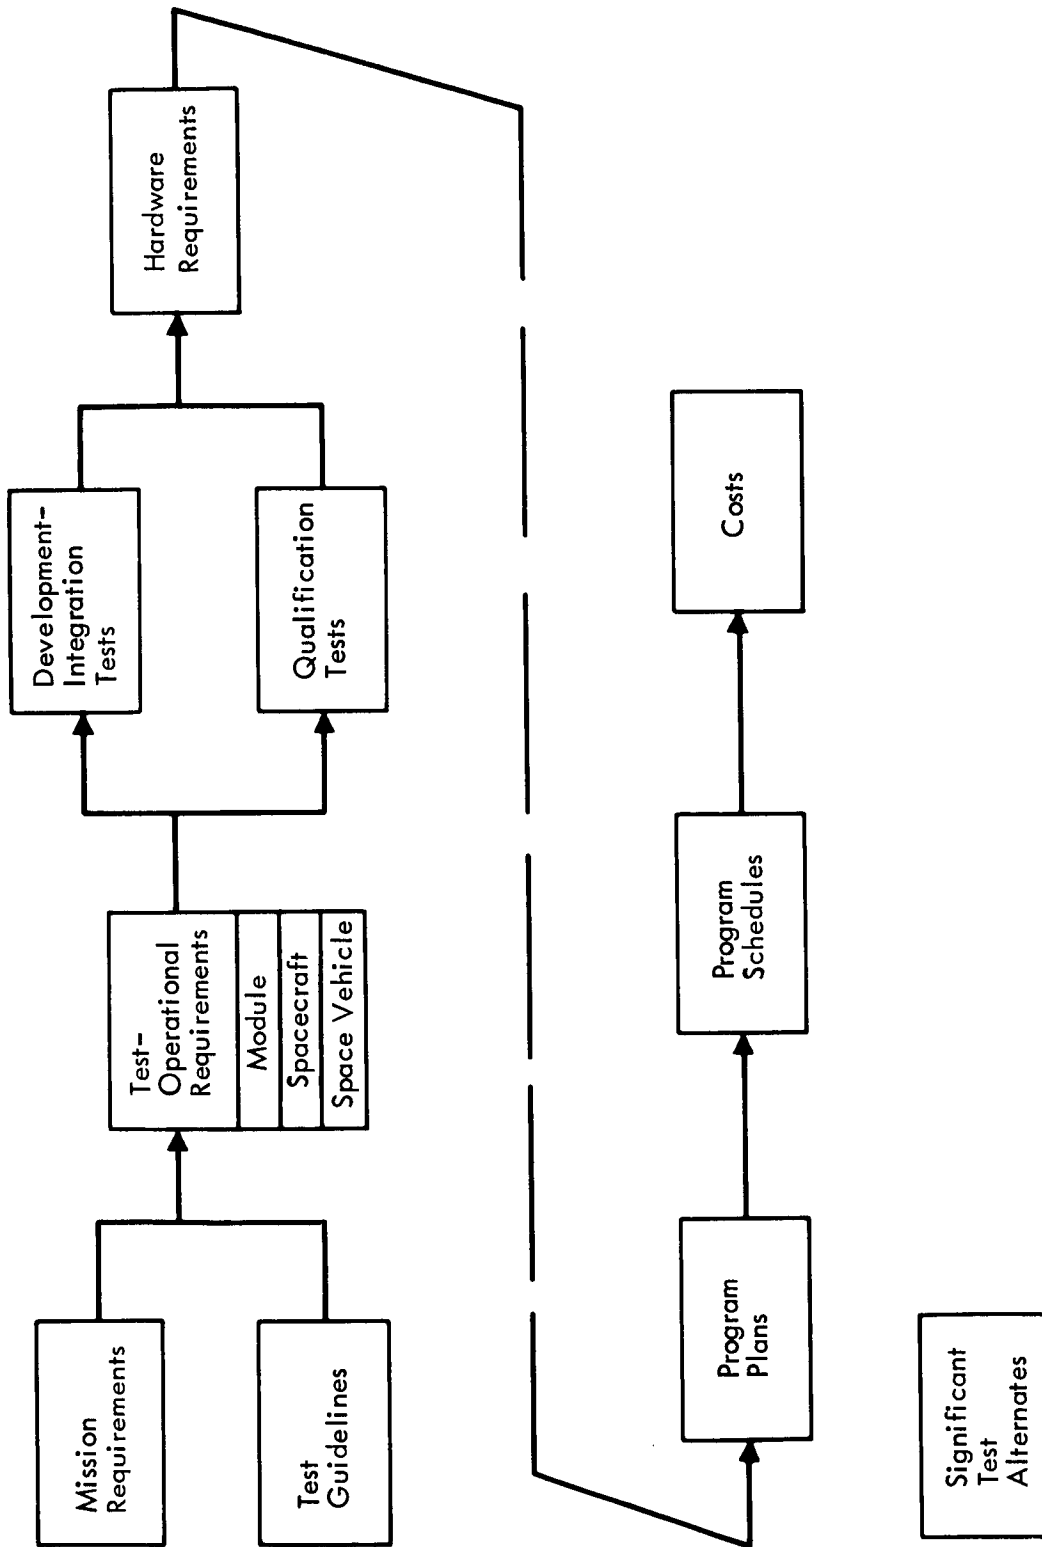 Mission
Requirements
Test
Guidelines
Test-
Operational
Requirements
Module
Spacecraft
Space Vehicle
Development-
Integration
Tests
Qualification
Tests
Hardware
Requirements
Program
Plans
Program
Schedules
Costs
Significant
Test
Alternates